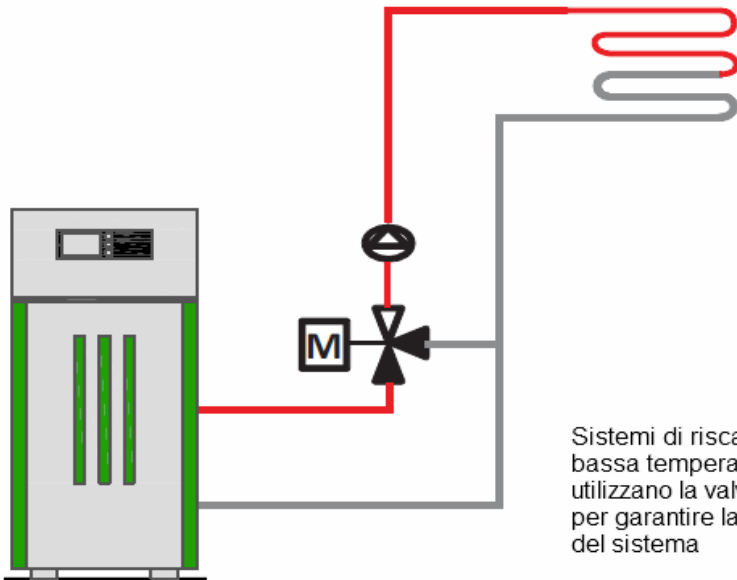 M
Sistemi di risca
bassa tempera
utilizzano la val
per garantire la
del sistema